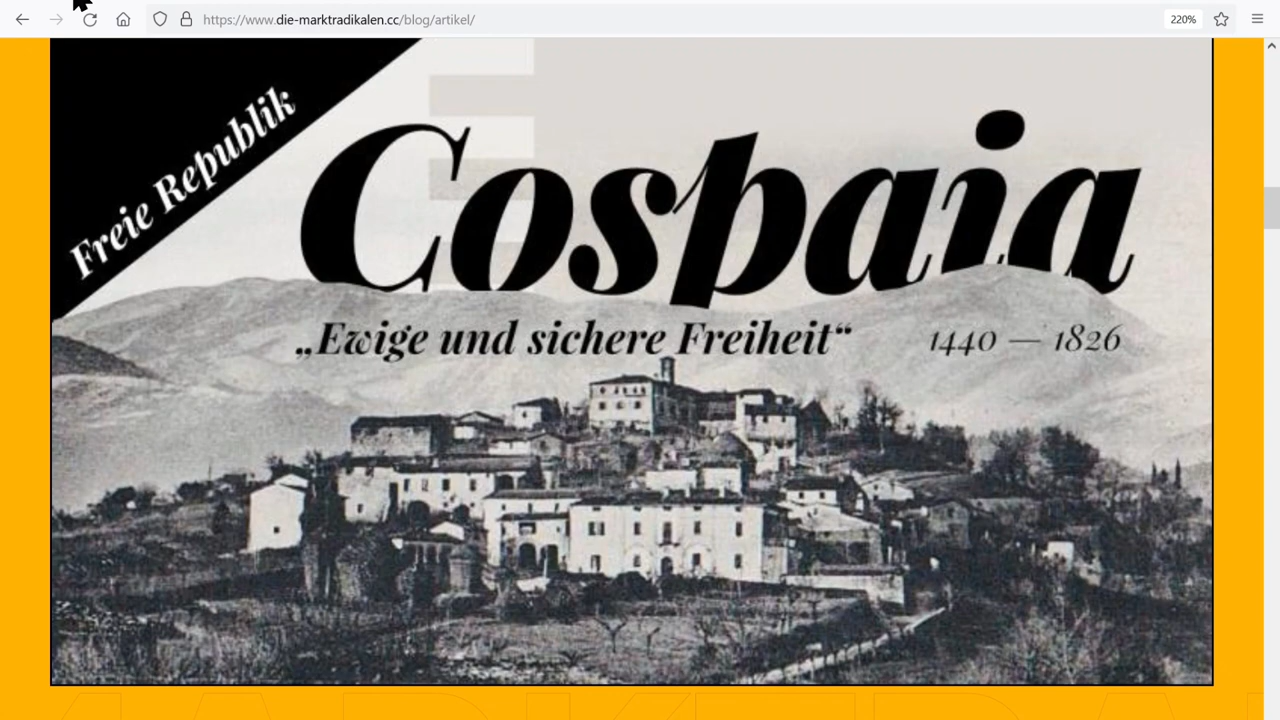 https://www.die-marktradikalen.cc/blog/artikel/
220%
Freie Republik
Cospaia
„Ewige und sichere Freiheit“
1440 — 1826